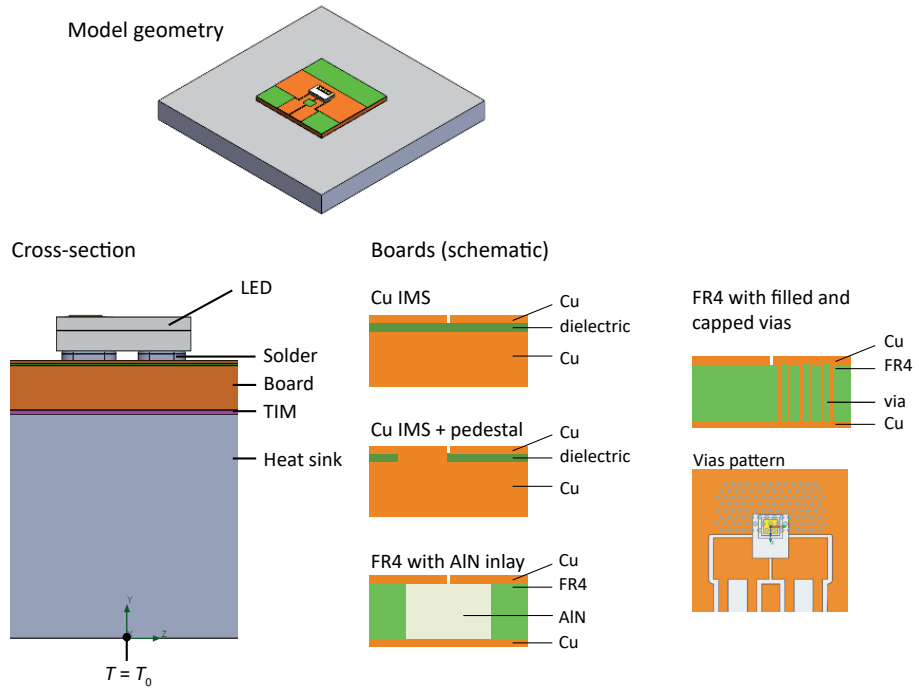 Model geometry
Cross-section
LED
Solder
Board
TIM
Heat sink
Y
Z
T = T0
Boards (schematic)
Cu IMS
Cu
dielectric
Cu
Cu IMS + pedestal
Cu
dielectric
Cu
FR4 with AlN inlay
Cu
FR4
AlN
Cu
FR4 with filled and
capped vias
Cu
FR4
via
Cu
Vias pattern